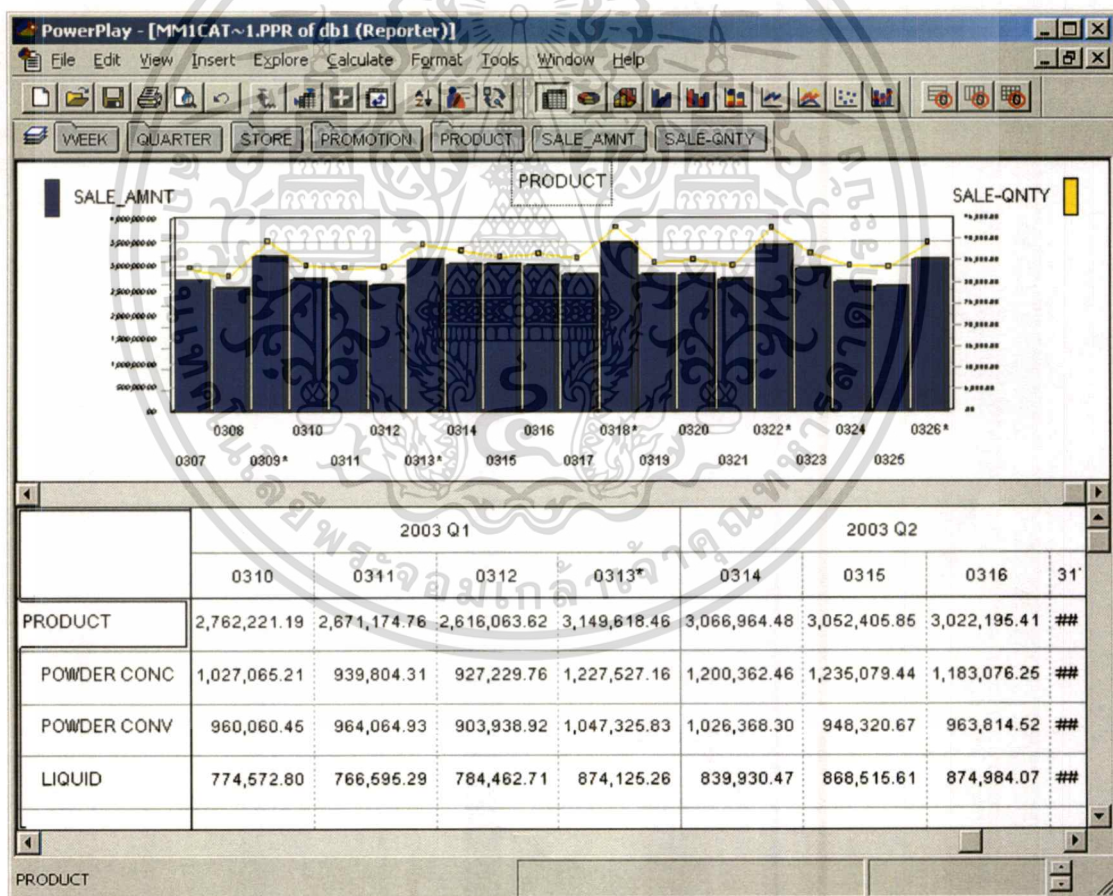 PowerPlay - [MM1CAT~1.PPR of db1 (Reporter)]
File Edit View Insert Explore Calculate Format Tools Window Help
WEEK QUARTER STORE PROMOTION PRODUCT SALE_AMNT SALE-QNTY
PRODUCT
SALE_AMNT SALE-QNTY
0308 0310 0312 0314 0316 0318* 0320 0322* 0324 0326*
0307 0309* 0311 0313* 0315 0317 0319 0321 0323 0325
2003 Q1 2003 Q2
0310 0311 0312 0313* 0314 0315 0316 31'
PRODUCT 2,762,221.19 2,671,174.76 2,616,063.62 3,149,618.46 3,066,964.48 3,052,405.85 3,022,195.41 ##
POWDER CONC 1,027,065.21 939,804.31 927,229.76 1,227,527.16 1,200,362.46 1,235,079.44 1,183,076.25 ##
POWDER CONV 960,060.45 964,064.93 903,938.92 1,047,325.83 1,026,368.30 948,320.67 963,814.52 ##
LIQUID 774,572.80 766,595.29 784,462.71 874,125.26 839,930.47 868,515.61 874,984.07 ##
PRODUCT